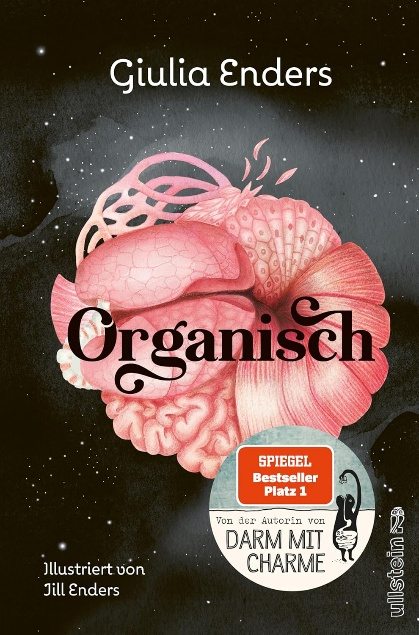 Giulia Enders
Organisch
SPIEGEL
Bestseller
Platz 1
Von der Autorin von
DARM MIT
CHARME
Illustriert von
Jill Enders
ullstein